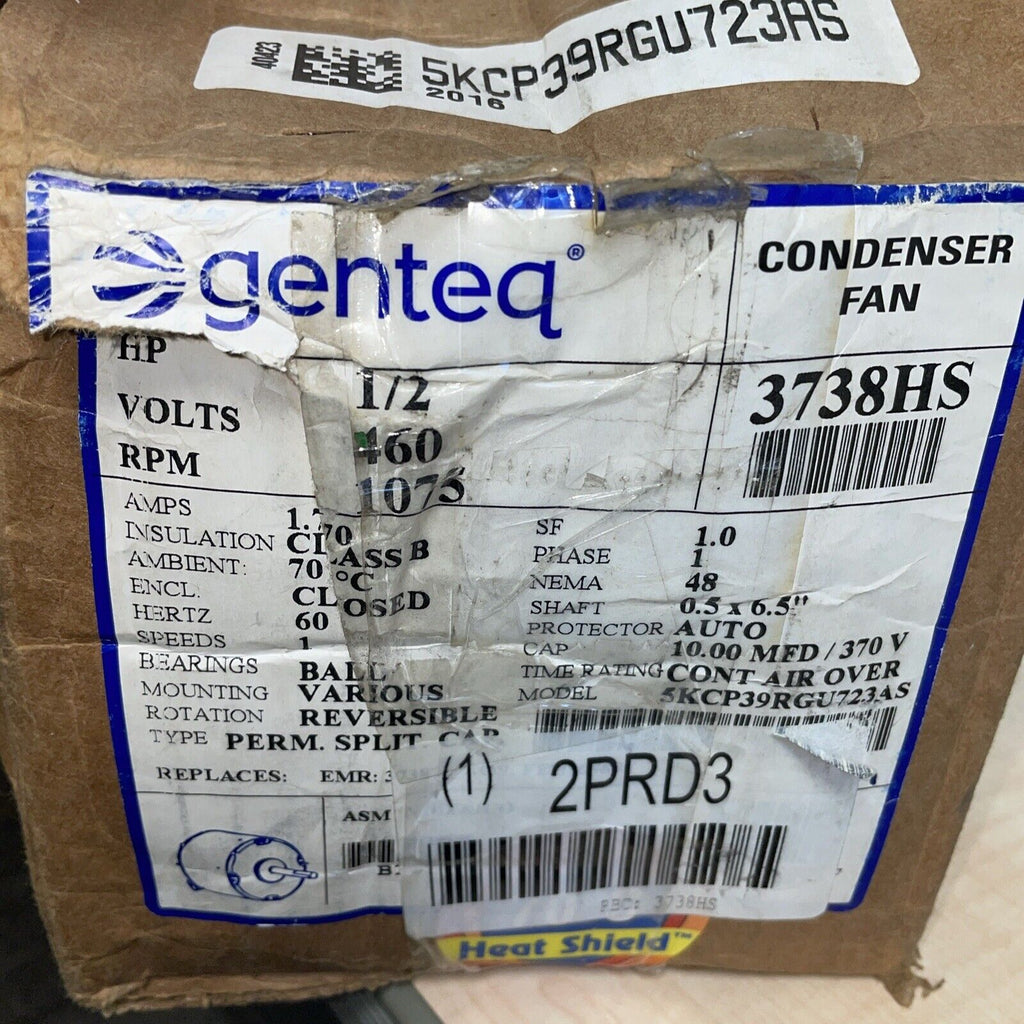 40A23
5KCP39RGU723AS
2016
genteq®
CONDENSER
FAN
HP 1/2
VOLTS 460
RPM 1075
3738HS
AMPS 1.70
INSULATION CLASS B
AMBIENT: 70 °C
ENCL: CLOSED
HERTZ 60
SPEEDS 1
BEARINGS BALL
MOUNTING VARIOUS
ROTATION REVERSIBLE
TYPE PERM. SPLIT CAP
SF 1.0
PHASE 1
NEMA 48
SHAFT 0.5 x 6.5"
PROTECTOR AUTO
CAP 10.00 MFD / 370 V
TIME RATING CONT AIR OVER
MODEL 5KCP39RGU723AS
REPLACES: EMR:
ASM
(1) 2PRD3
3738HS
Heat Shield™